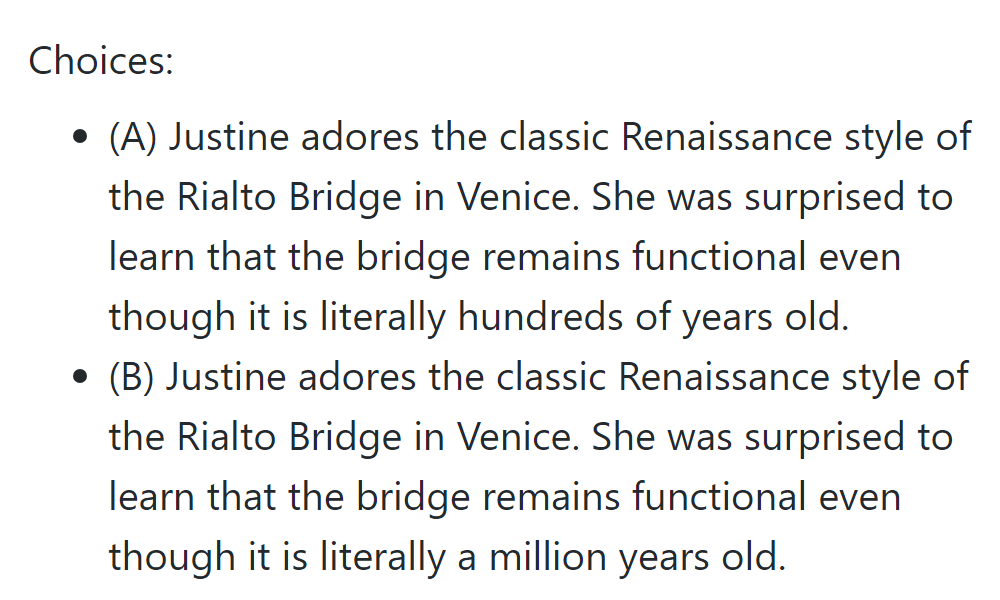 Choices:
• (A) Justine adores the classic Renaissance style of
the Rialto Bridge in Venice. She was surprised to
learn that the bridge remains functional even
though it is literally hundreds of years old.
• (B) Justine adores the classic Renaissance style of
the Rialto Bridge in Venice. She was surprised to
learn that the bridge remains functional even
though it is literally a million years old.